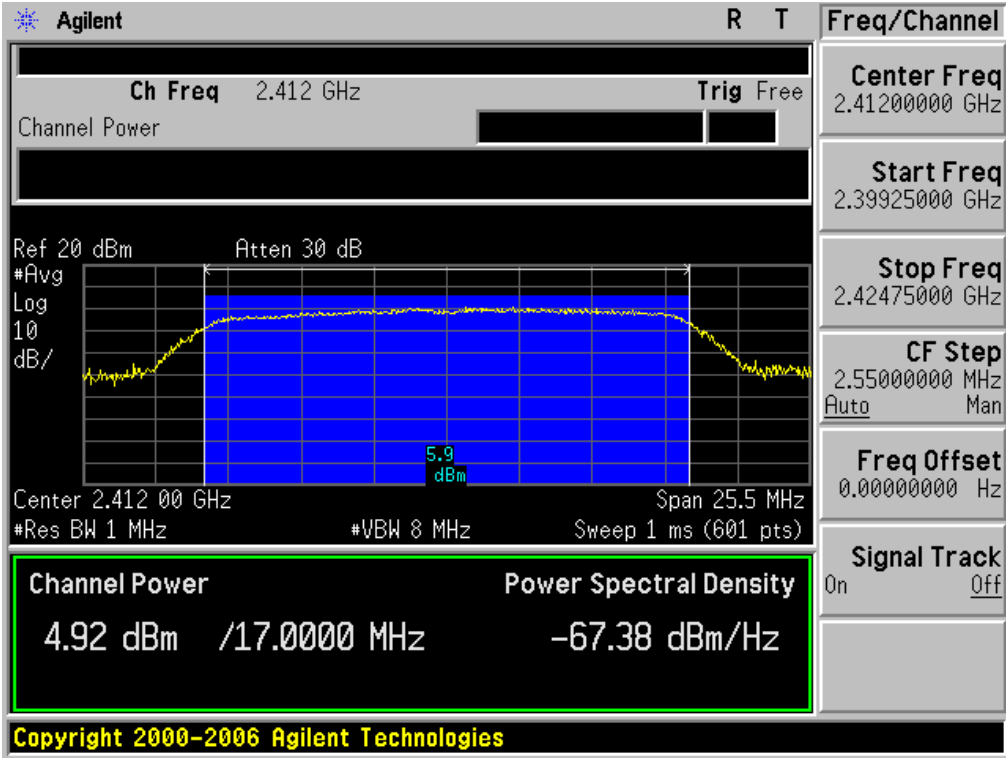 Agilent R T
Ch Freq 2.412 GHz Trig Free
Channel Power
Ref 20 dBm Atten 30 dB
#Avg
Log
10
dB/
5.9
dBm
Center 2.412 00 GHz Span 25.5 MHz
#Res BW 1 MHz #VBW 8 MHz Sweep 1 ms (601 pts)
Channel Power Power Spectral Density
4.92 dBm /17.0000 MHz -67.38 dBm/Hz
Copyright 2000-2006 Agilent Technologies
Freq/Channel
Center Freq
2.41200000 GHz
Start Freq
2.39925000 GHz
Stop Freq
2.42475000 GHz
CF Step
2.55000000 MHz
Auto Man
Freq Offset
0.00000000 Hz
Signal Track
On Off